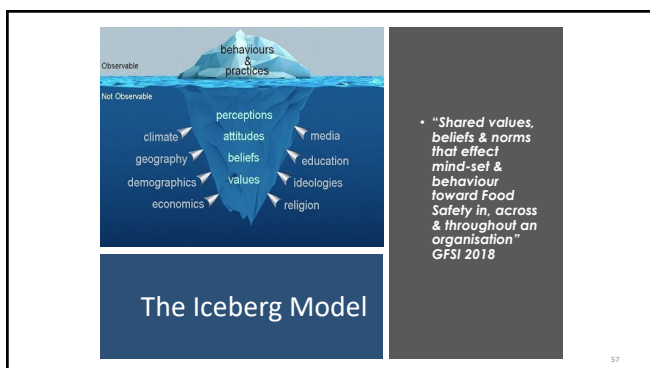 behaviours
&
practices
Observable
Not Observable
perceptions
attitudes
beliefs
values
climate
geography
demographics
economics
media
education
ideologies
religion
The Iceberg Model
• “Shared values,
beliefs & norms
that effect
mind-set &
behaviour
toward Food
Safety in, across
& throughout an
organisation”
GFSI 2018
57